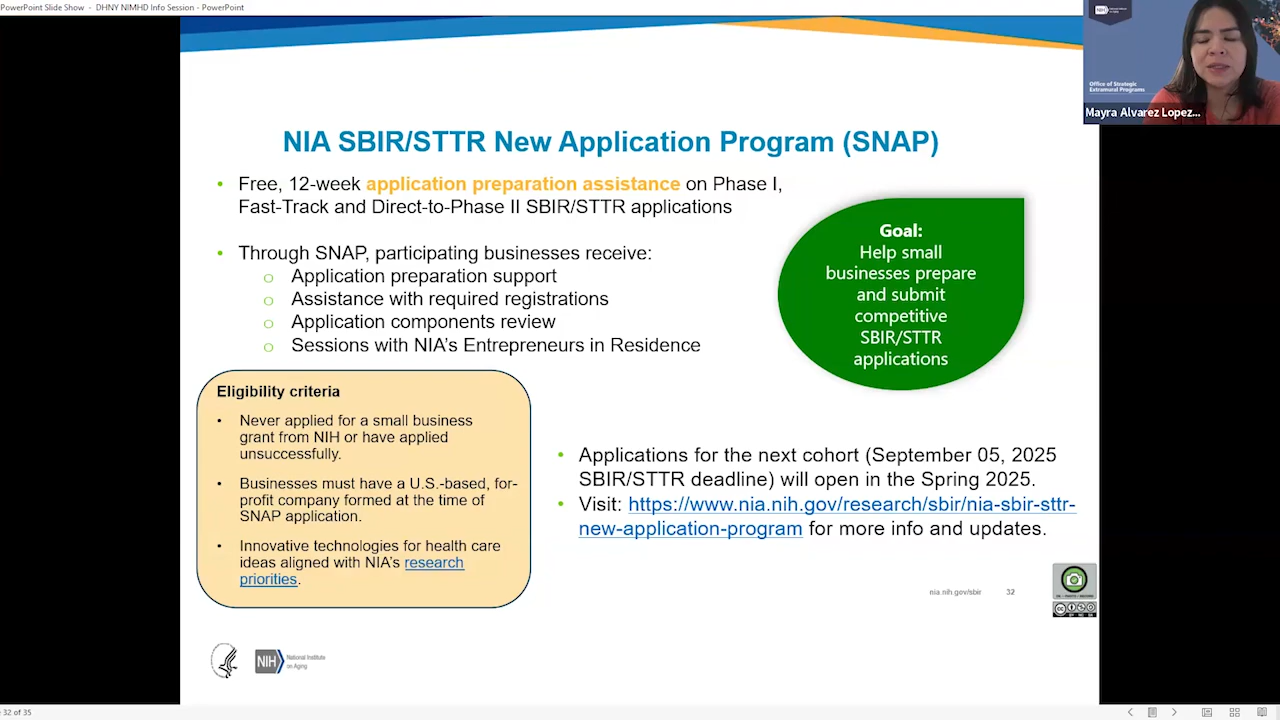 PowerPoint Slide Show - DHNY NIMHD Info Session - PowerPoint
NIH
Office of Strategic
Extramural Programs
Mayra Alvarez Lopez...
NIA SBIR/STTR New Application Program (SNAP)
• Free, 12-week application preparation assistance on Phase I,
Fast-Track and Direct-to-Phase II SBIR/STTR applications
• Through SNAP, participating businesses receive:
o Application preparation support
o Assistance with required registrations
o Application components review
o Sessions with NIA's Entrepreneurs in Residence
Goal:
Help small
businesses prepare
and submit
competitive
SBIR/STTR
applications
Eligibility criteria
• Never applied for a small business
grant from NIH or have applied
unsuccessfully.
• Businesses must have a U.S.-based, for-
profit company formed at the time of
SNAP application.
• Innovative technologies for health care
ideas aligned with NIA's research
priorities.
• Applications for the next cohort (September 05, 2025
SBIR/STTR deadline) will open in the Spring 2025.
• Visit: https://www.nia.nih.gov/research/sbir/nia-sbir-sttr-
new-application-program for more info and updates.
nia.nih.gov/sbir 32
NIH National Institute
on Aging
32 of 35